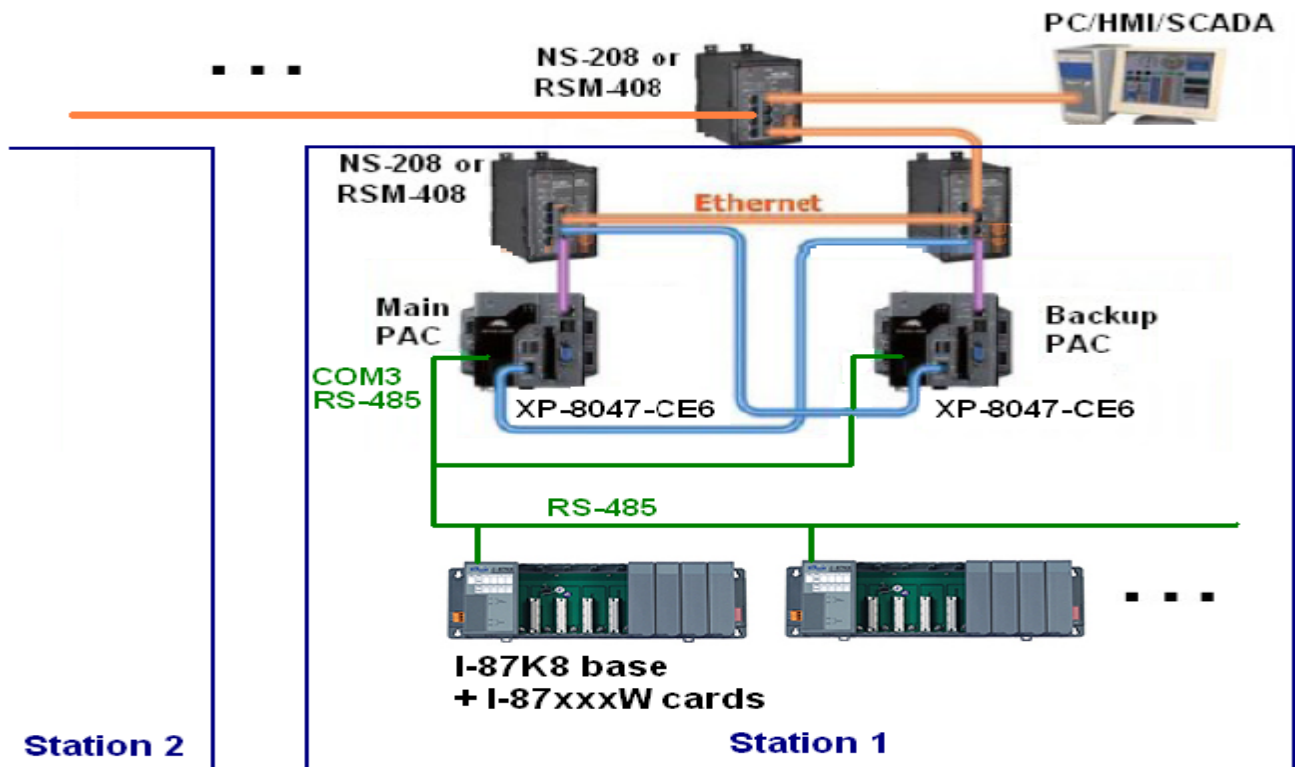 PC/HMI/SCADA
NS-208 or
RSM-408
. . .
NS-208 or
RSM-408
Ethernet
Main
PAC
Backup
PAC
COM3
RS-485
XP-8047-CE6
XP-8047-CE6
RS-485
. . .
I-87K8 base
+ I-87xxxW cards
Station 2
Station 1